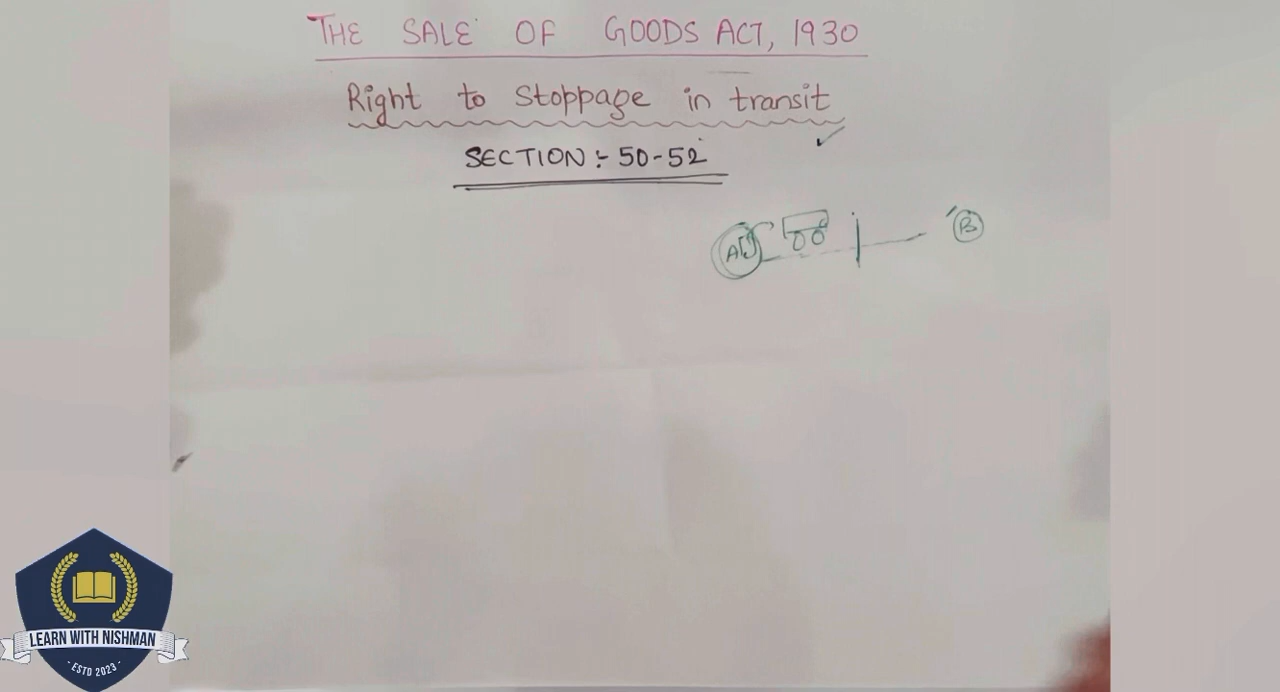 THE SALE OF GOODS ACT, 1930
Right to Stoppage in transit
SECTION :- 50-52
A
B
LEARN WITH NISHMAN
· ESTD 2023 ·